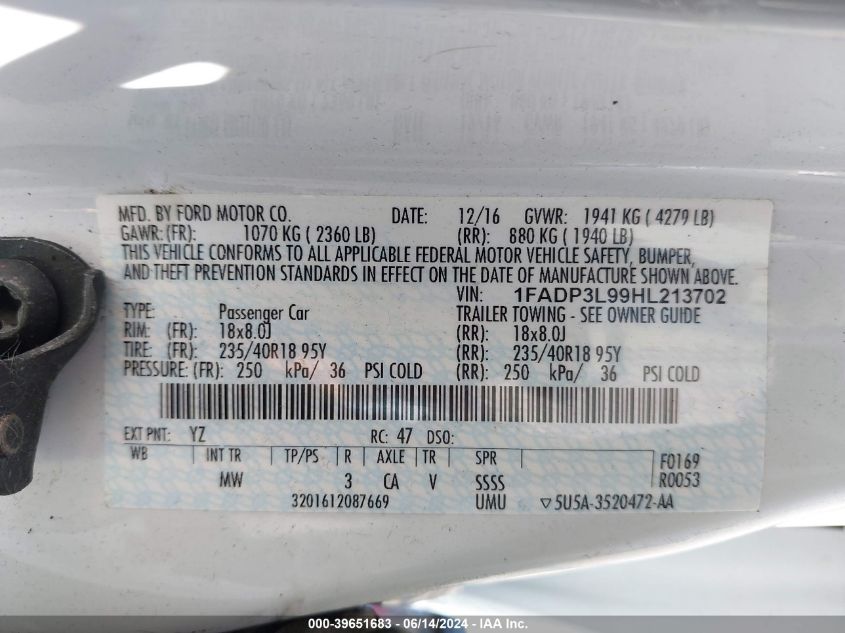 MFD. BY FORD MOTOR CO. DATE: 12/16 GVWR: 1941 KG ( 4279 LB)
GAWR: (FR): 1070 KG ( 2360 LB) (RR): 880 KG ( 1940 LB)
THIS VEHICLE CONFORMS TO ALL APPLICABLE FEDERAL MOTOR VEHICLE SAFETY, BUMPER,
AND THEFT PREVENTION STANDARDS IN EFFECT ON THE DATE OF MANUFACTURE SHOWN ABOVE.
VIN: 1FADP3L99HL213702
TYPE: Passenger Car TRAILER TOWING - SEE OWNER GUIDE
RIM: (FR): 18x8.0J (RR): 18x8.0J
TIRE: (FR): 235/40R18 95Y (RR): 235/40R18 95Y
PRESSURE: (FR): 250 kPa/ 36 PSI COLD (RR): 250 kPa/ 36 PSI COLD
EXT PNT: YZ RC: 47 DSO:
WB INT TR TP/PS R AXLE TR SPR F0169
MW 3 CA V SSSS R0053
3201612087669 UMU ▽5U5A-3520472-AA
000-39651683 - 06/14/2024 - IAA Inc.